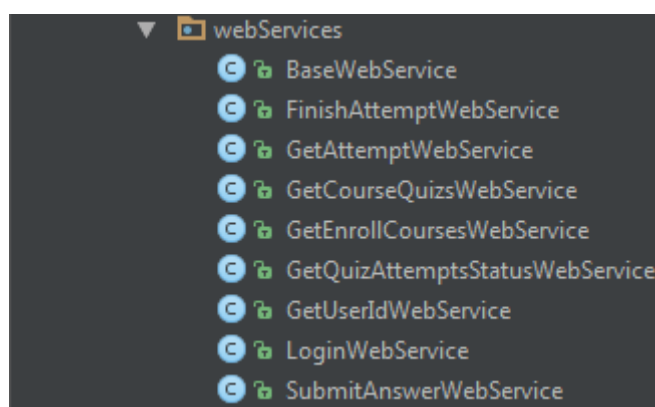 webServices
BaseWebService
FinishAttemptWebService
GetAttemptWebService
GetCourseQuizsWebService
GetEnrollCoursesWebService
GetQuizAttemptsStatusWebService
GetUserIdWebService
LoginWebService
SubmitAnswerWebService